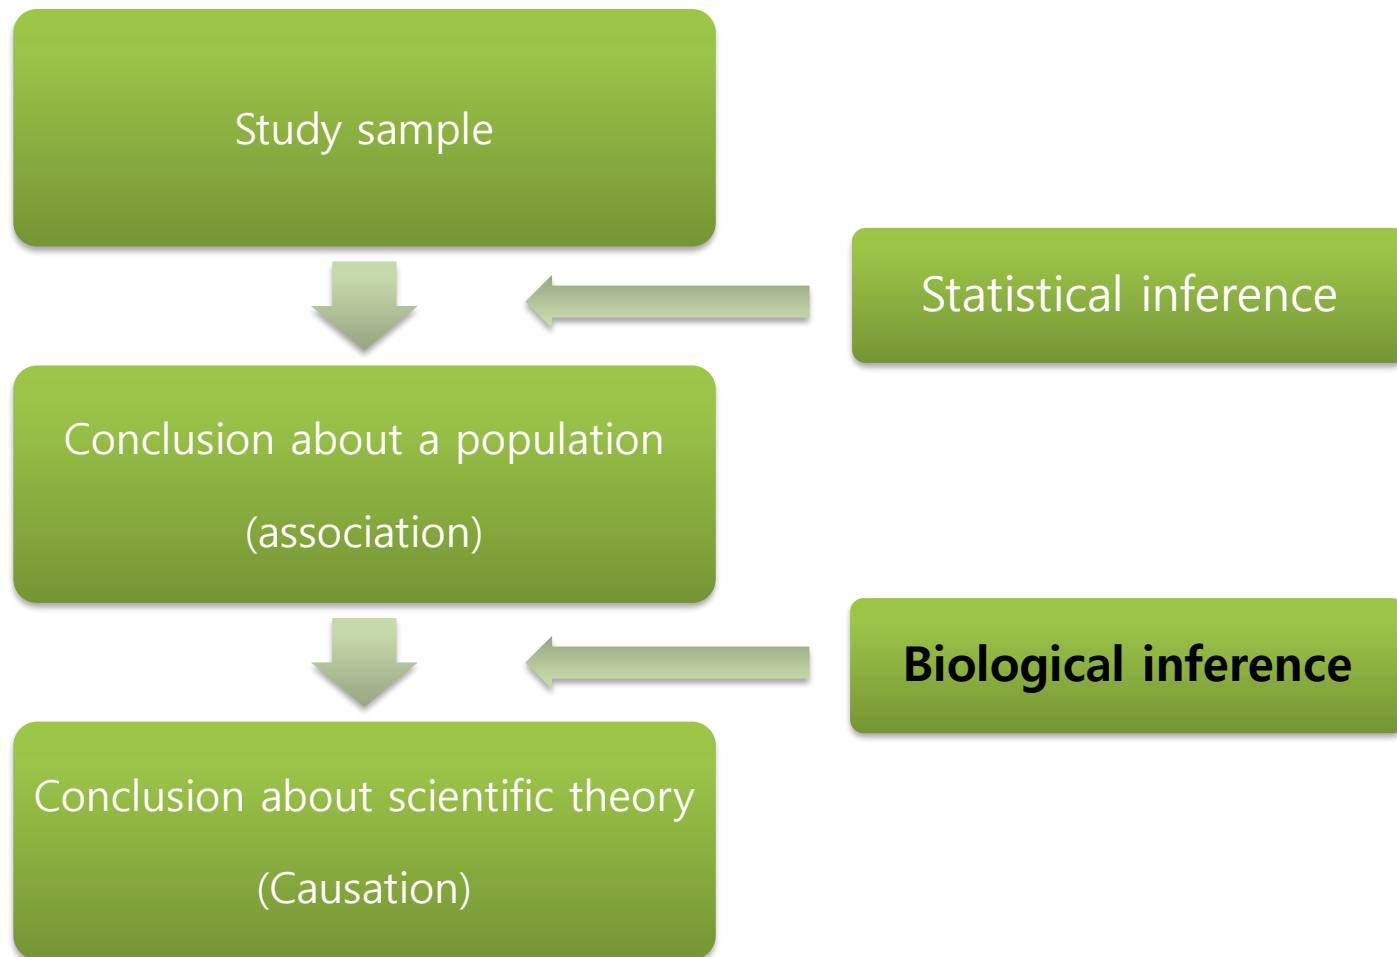 Study sample
Statistical inference
Conclusion about a population
(association)
Biological inference
Conclusion about scientific theory
(Causation)